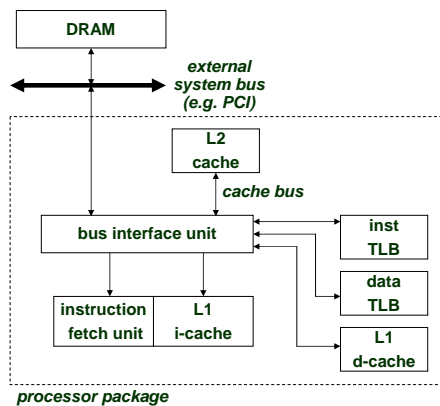 DRAM
external
system bus
(e.g. PCI)
L2
cache
cache bus
bus interface unit
inst
TLB
data
TLB
instruction
fetch unit
L1
i-cache
L1
d-cache
processor package